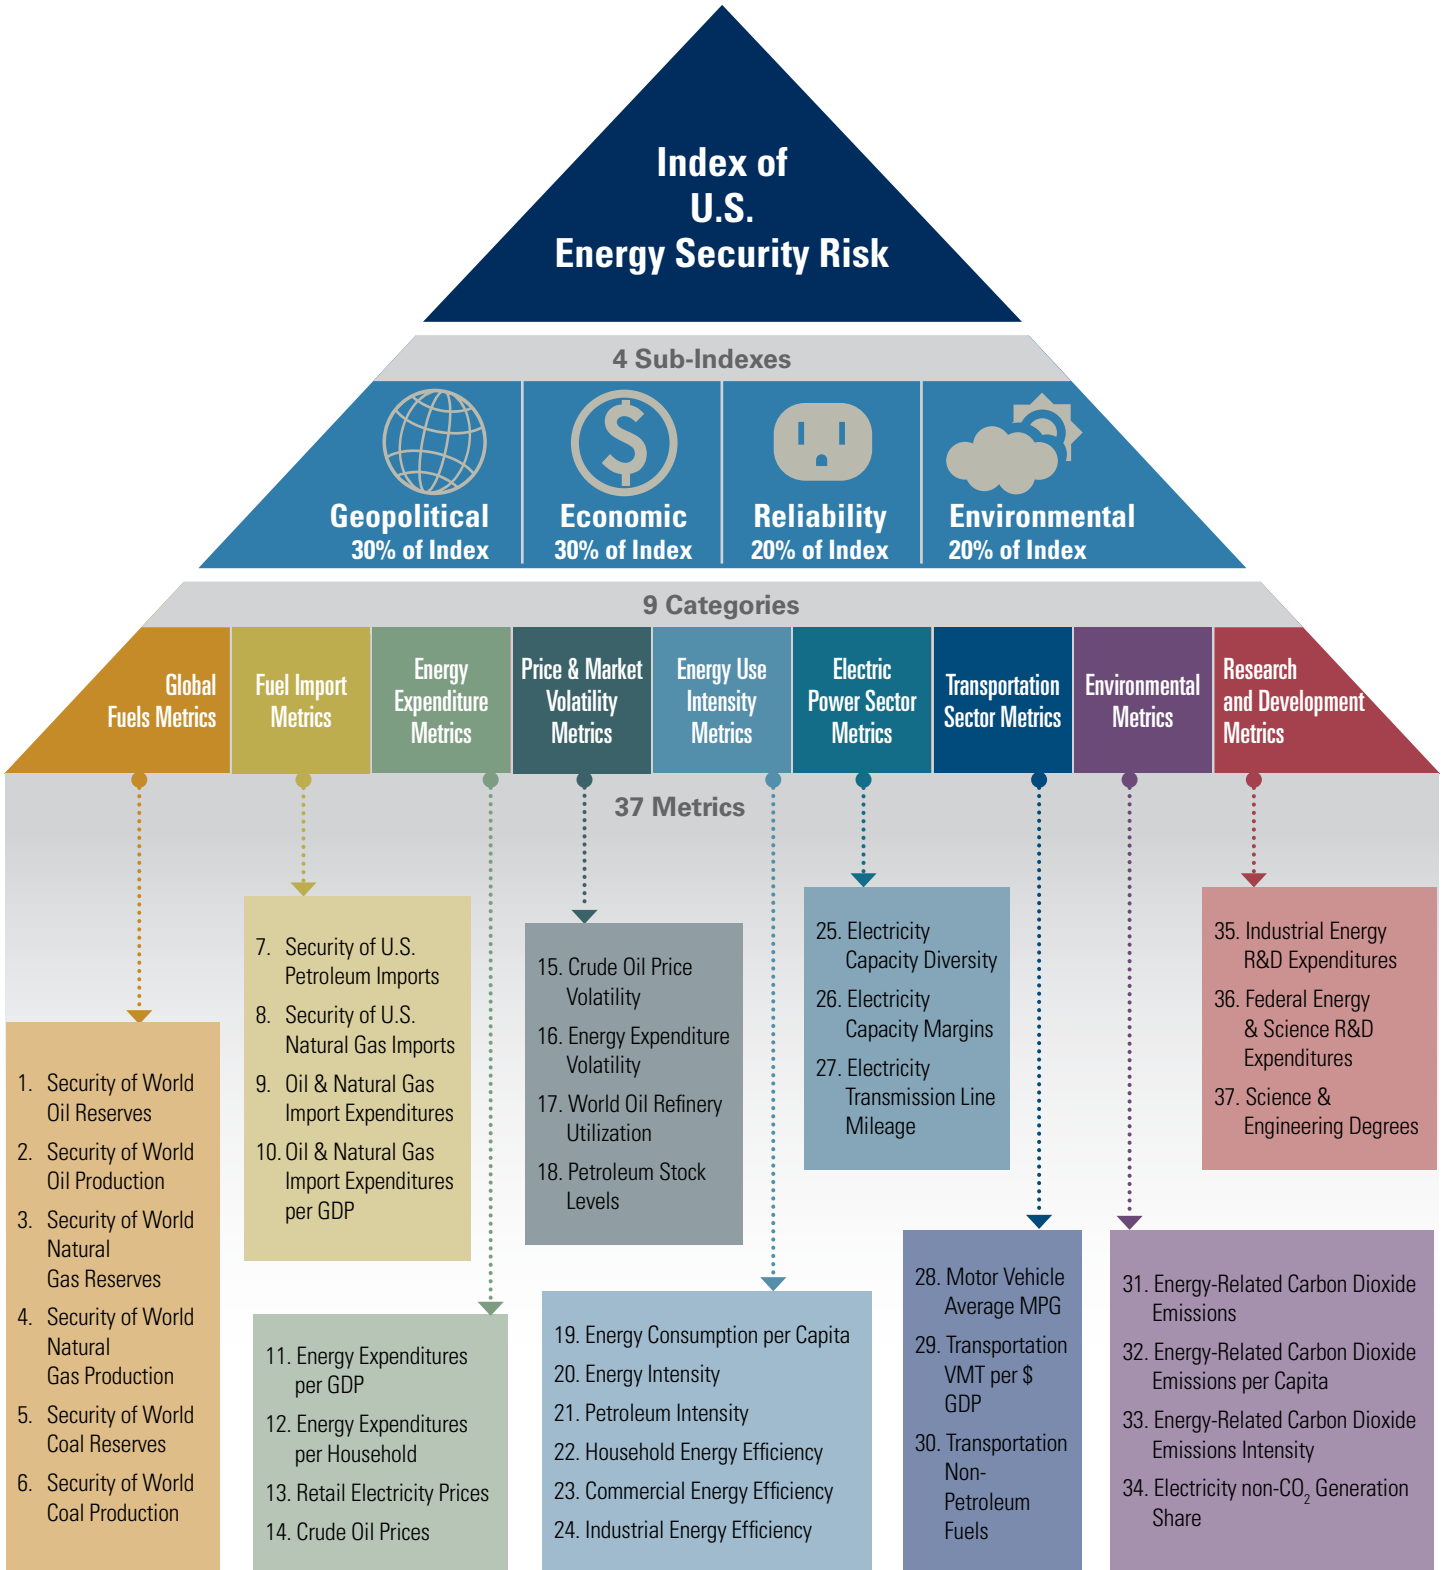 Index of
U.S.
Energy Security Risk
4 Sub-Indexes
Geopolitical
30% of Index
Economic
30% of Index
Reliability
20% of Index
Environmental
20% of Index
9 Categories
Global
Fuels Metrics
Fuel Import
Metrics
Energy
Expenditure
Metrics
Price & Market
Volatility
Metrics
Energy Use
Intensity
Metrics
Electric
Power Sector
Metrics
Transportation
Sector Metrics
Environmental
Metrics
Research
and Development
Metrics
37 Metrics
1. Security of World
Oil Reserves
2. Security of World
Oil Production
3. Security of World
Natural
Gas Reserves
4. Security of World
Natural
Gas Production
5. Security of World
Coal Reserves
6. Security of World
Coal Production
7. Security of U.S.
Petroleum Imports
8. Security of U.S.
Natural Gas Imports
9. Oil & Natural Gas
Import Expenditures
10. Oil & Natural Gas
Import Expenditures
per GDP
11. Energy Expenditures
per GDP
12. Energy Expenditures
per Household
13. Retail Electricity Prices
14. Crude Oil Prices
15. Crude Oil Price
Volatility
16. Energy Expenditure
Volatility
17. World Oil Refinery
Utilization
18. Petroleum Stock
Levels
19. Energy Consumption per Capita
20. Energy Intensity
21. Petroleum Intensity
22. Household Energy Efficiency
23. Commercial Energy Efficiency
24. Industrial Energy Efficiency
25. Electricity
Capacity Diversity
26. Electricity
Capacity Margins
27. Electricity
Transmission Line
Mileage
28. Motor Vehicle
Average MPG
29. Transportation
VMT per $
GDP
30. Transportation
Non-
Petroleum
Fuels
31. Energy-Related Carbon Dioxide
Emissions
32. Energy-Related Carbon Dioxide
Emissions per Capita
33. Energy-Related Carbon Dioxide
Emissions Intensity
34. Electricity non-CO₂ Generation
Share
35. Industrial Energy
R&D Expenditures
36. Federal Energy
& Science R&D
Expenditures
37. Science &
Engineering Degrees